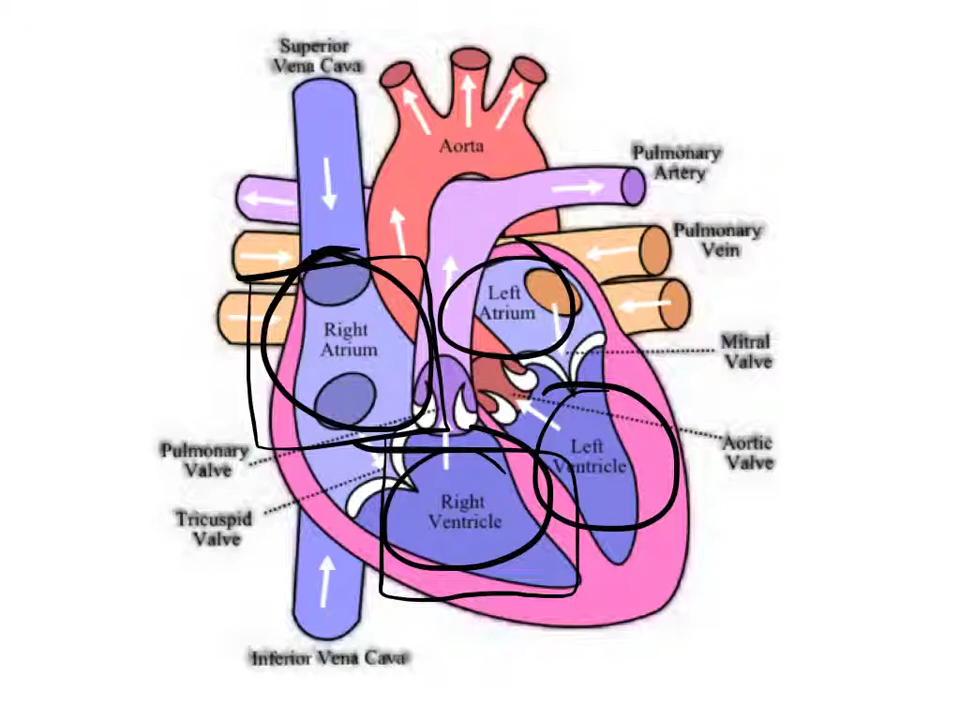 Superior
Vena Cava
Aorta
Pulmonary
Artery
Pulmonary
Vein
Left
Atrium
Right
Atrium
Mitral
Valve
Pulmonary
Valve
Aortic
Valve
Left
Ventricle
Right
Ventricle
Tricuspid
Valve
Inferior Vena Cava